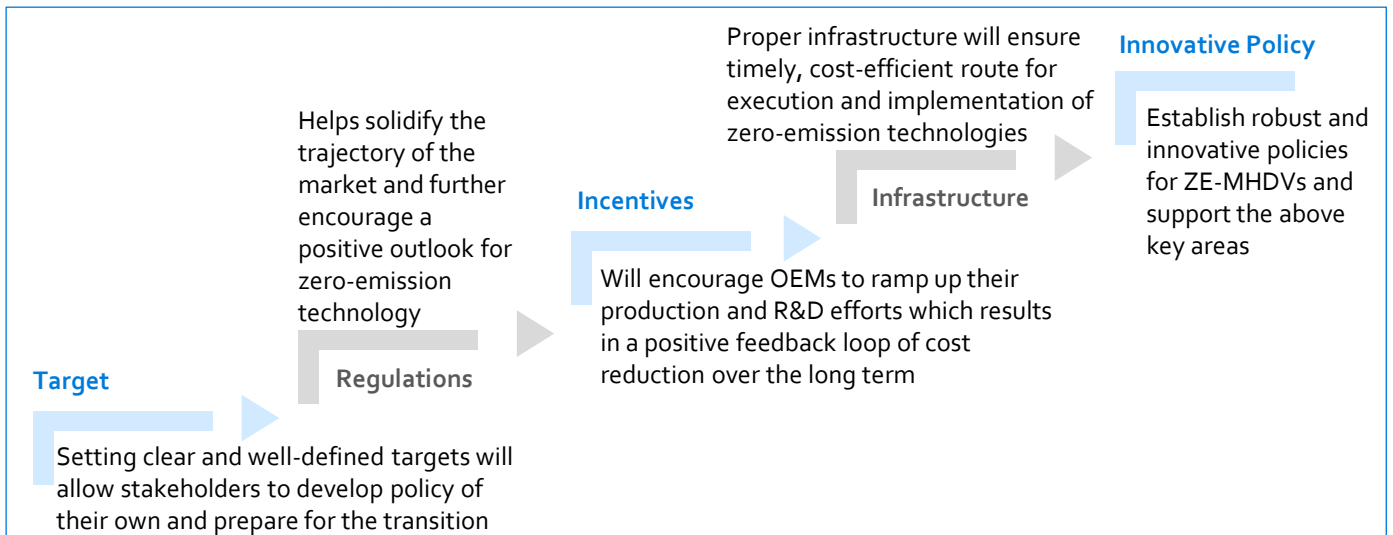 Target
Setting clear and well-defined targets will
allow stakeholders to develop policy of
their own and prepare for the transition
Helps solidify the
trajectory of the
market and further
encourage a
positive outlook for
zero-emission
technology
Regulations
Incentives
Will encourage OEMs to ramp up their
production and R&D efforts which results
in a positive feedback loop of cost
reduction over the long term
Proper infrastructure will ensure
timely, cost-efficient route for
execution and implementation of
zero-emission technologies
Infrastructure
Innovative Policy
Establish robust and
innovative policies
for ZE-MHDVs and
support the above
key areas